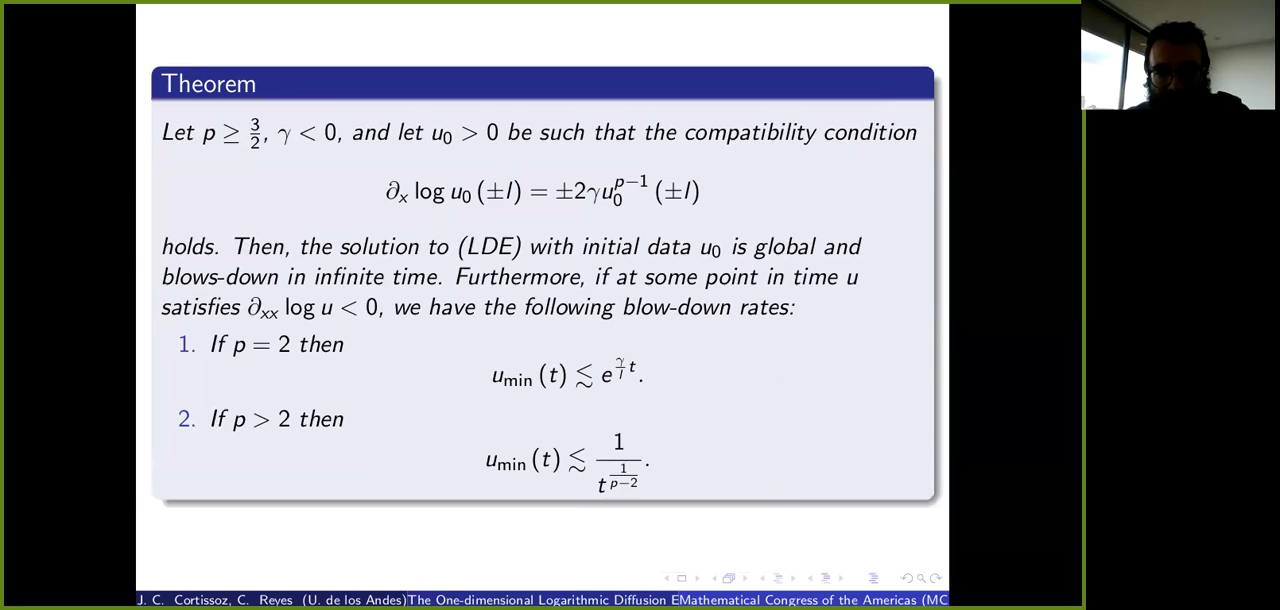 Theorem
Let p ≥ 3/2, γ < 0, and let u₀ > 0 be such that the compatibility condition
∂ₓ log u₀ (±l) = ±2γu₀^{p−1} (±l)
holds. Then, the solution to (LDE) with initial data u₀ is global and
blows-down in infinite time. Furthermore, if at some point in time u
satisfies ∂ₓₓ log u < 0, we have the following blow-down rates:
1. If p = 2 then
u_min (t) ≲ e^{(γ/l) t}.
2. If p > 2 then
u_min (t) ≲ 1/t^{1/(p−2)}.
J. C. Cortissoz, C. Reyes (U. de los Andes)The One-dimensional Logarithmic Diffusion EMathematical Congress of the Americas (MC